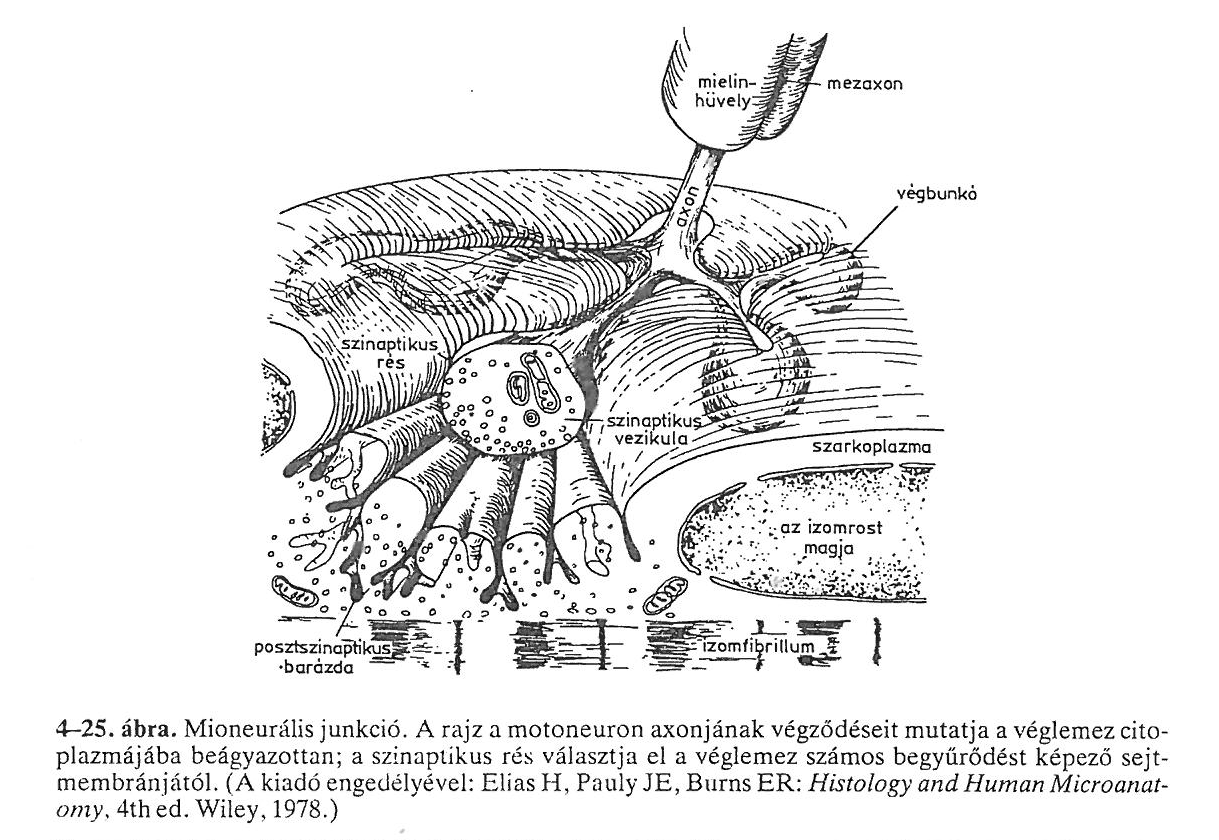 mielin-
hüvely
mezaxon
végbunkó
axon
szinaptikus
rés
szinaptikus
vezikula
szarkoplazma
az izomrost
magja
posztszinaptikus
barázda
izomfibrillum
4–25. ábra. Mioneurális junkció. A rajz a motoneuron axonjának végződéseit mutatja a véglemez cito-
plazmájába beágyazottan; a szinaptikus rés választja el a véglemez számos begyűrődést képező sejt-
membránjától. (A kiadó engedélyével: Elias H, Pauly JE, Burns ER: Histology and Human Microanat-
omy, 4th ed. Wiley, 1978.)